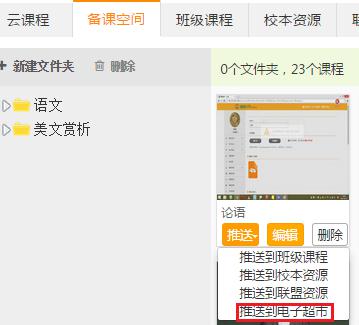 云课程 备课空间 班级课程 校本资源
新建文件夹 删除
0个文件夹，23个课程
语文
美文赏析
论语
推送 编辑 删除
推送到班级课程
推送到校本资源
推送到联盟资源
推送到电子超市